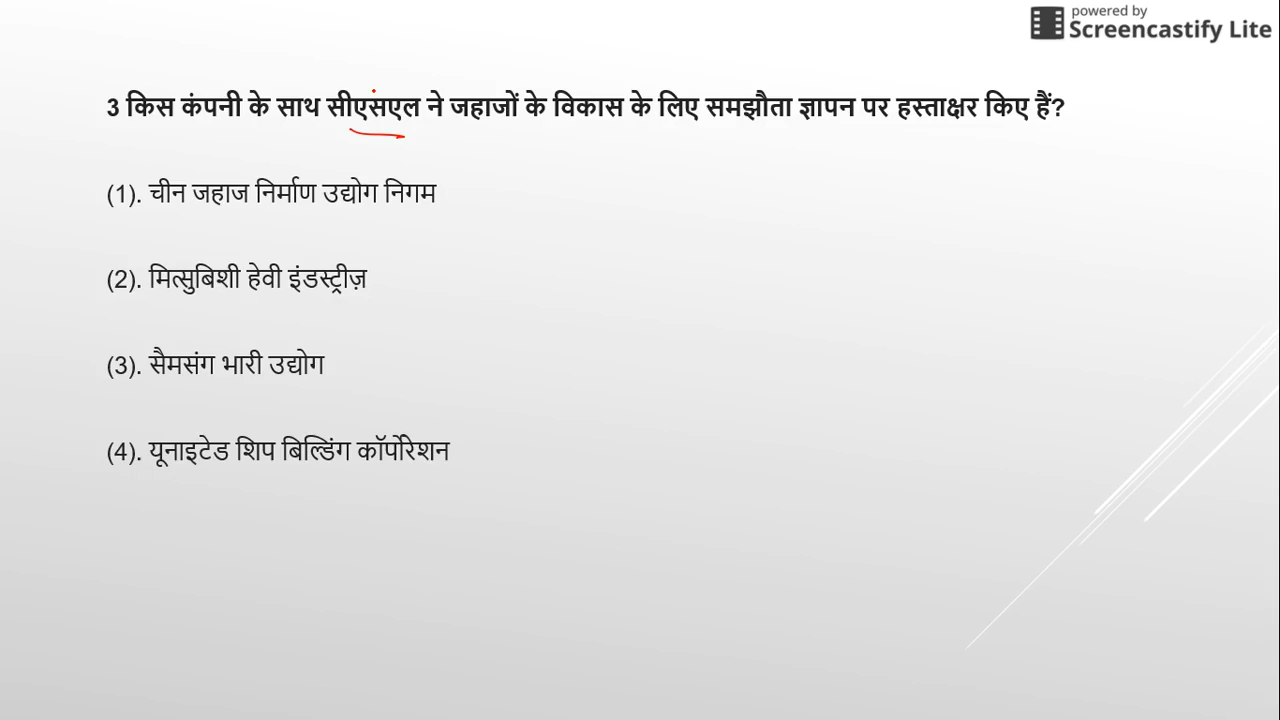 powered by
Screencastify Lite
3 किस कंपनी के साथ सीएसएल ने जहाजों के विकास के लिए समझौता ज्ञापन पर हस्ताक्षर किए हैं?
(1). चीन जहाज निर्माण उद्योग निगम
(2). मित्सुबिशी हेवी इंडस्ट्रीज़
(3). सैमसंग भारी उद्योग
(4). यूनाइटेड शिप बिल्डिंग कॉर्पोरेशन